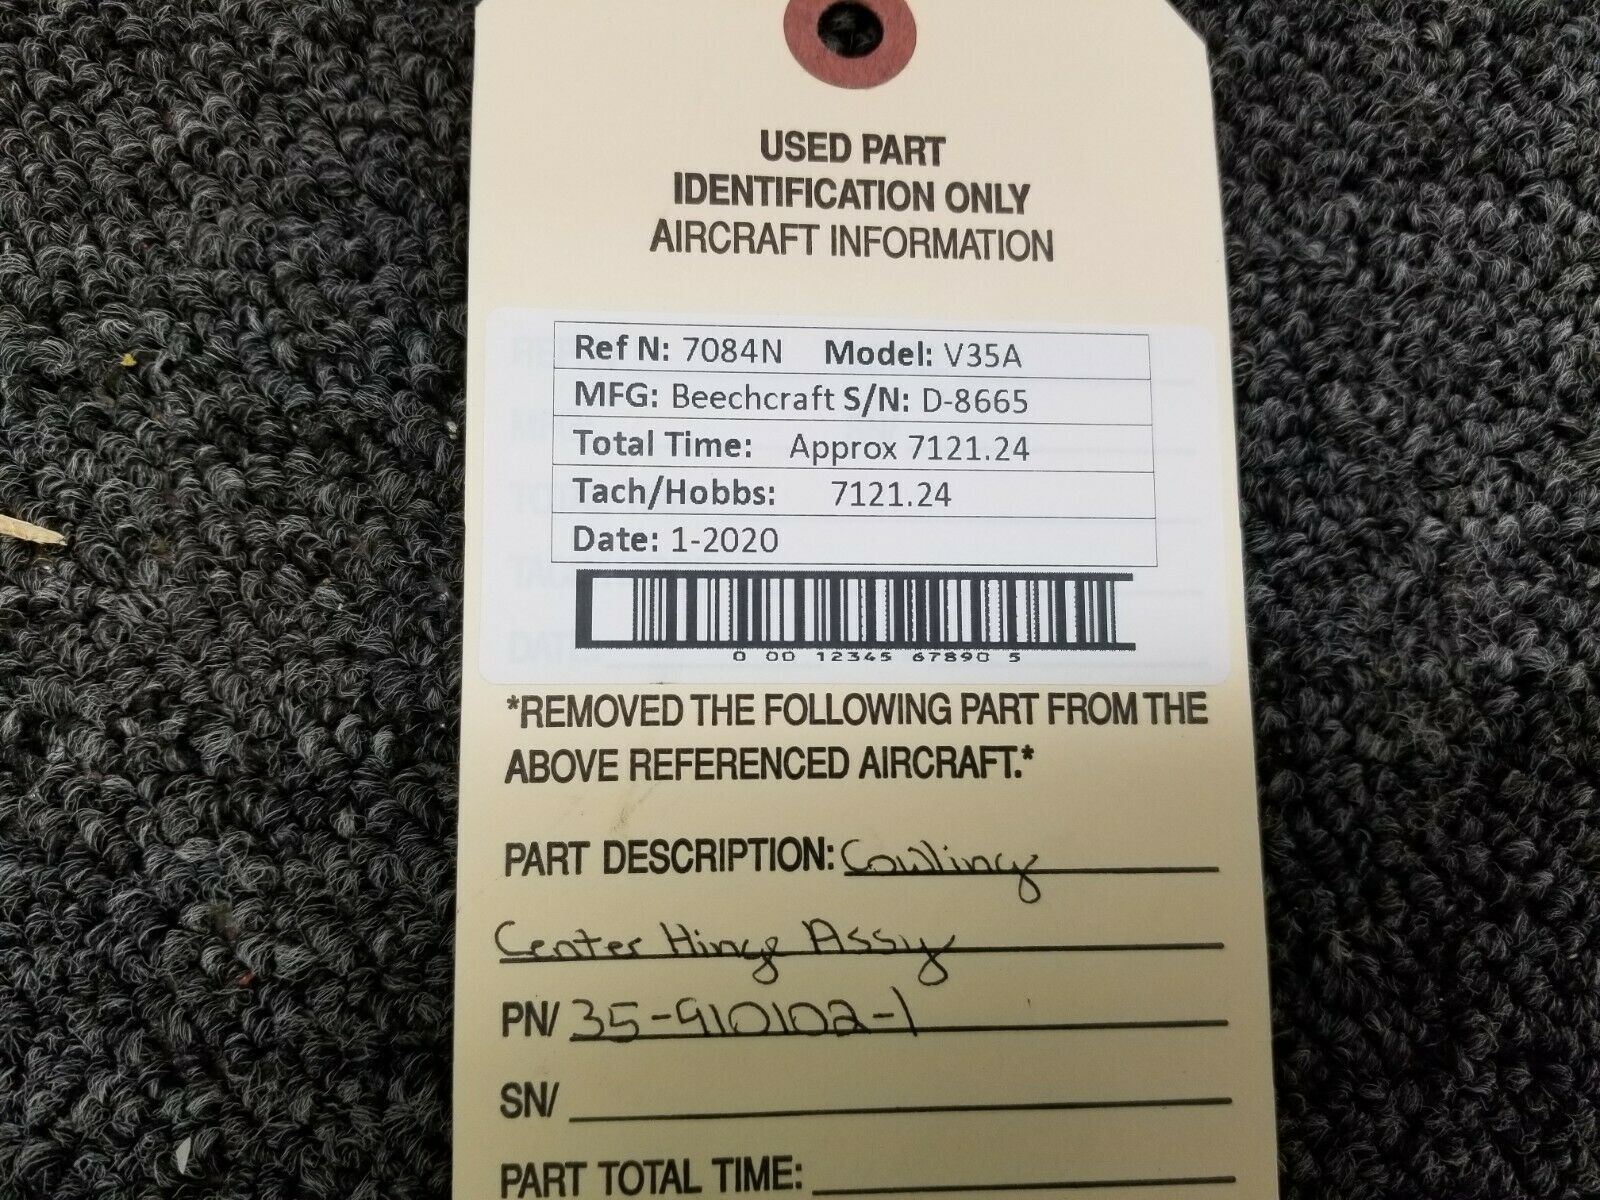 USED PART
IDENTIFICATION ONLY
AIRCRAFT INFORMATION
Ref N: 7084N Model: V35A
MFG: Beechcraft S/N: D-8665
Total Time: Approx 7121.24
Tach/Hobbs: 7121.24
Date: 1-2020
0 00 12345 67890 5
*REMOVED THE FOLLOWING PART FROM THE
ABOVE REFERENCED AIRCRAFT.*
PART DESCRIPTION: Cowling
Center Hinge Assy
PN/ 35-910102-1
SN/
PART TOTAL TIME: